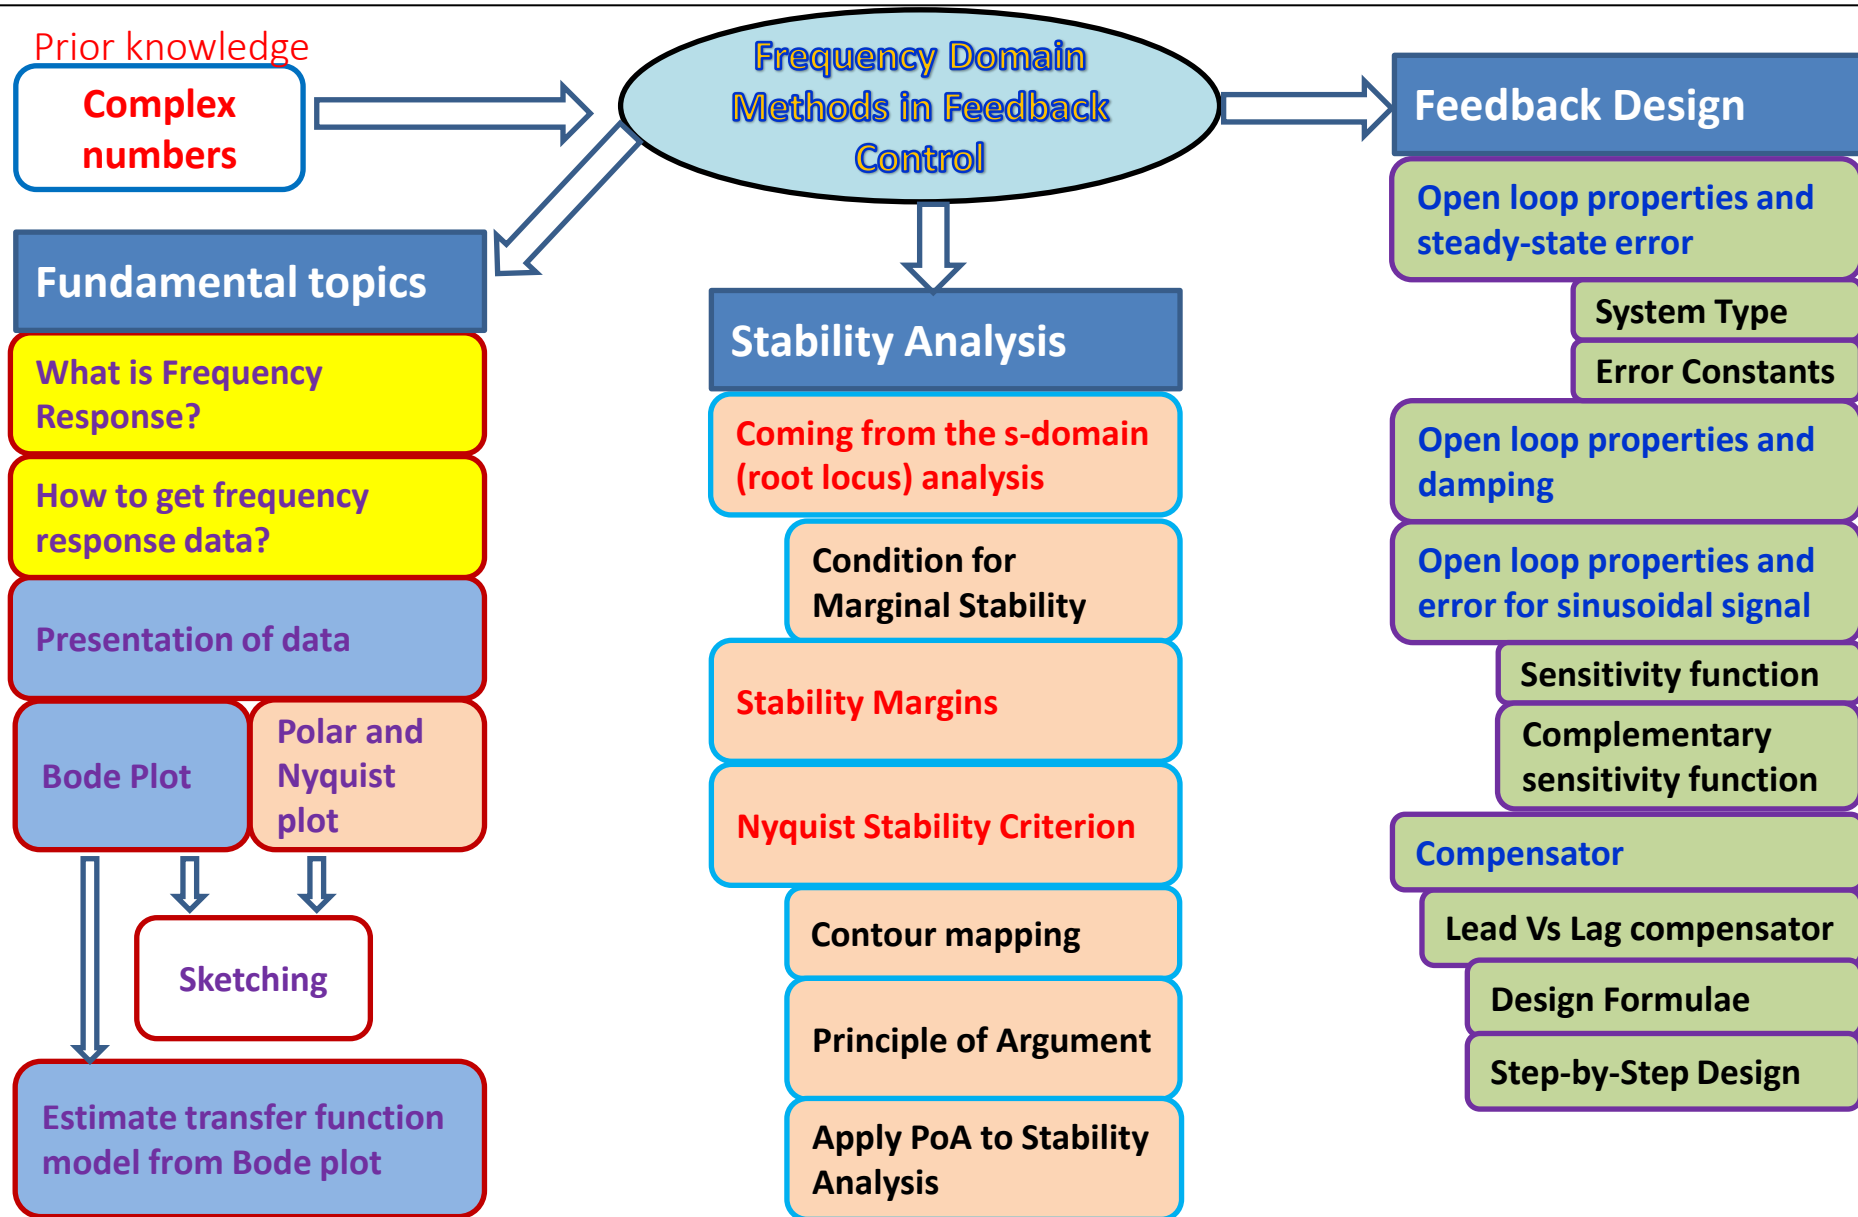 Prior knowledge
Complex
numbers
Frequency Domain
Methods in Feedback
Control
Fundamental topics
What is Frequency
Response?
How to get frequency
response data?
Presentation of data
Bode Plot
Polar and
Nyquist
plot
Sketching
Estimate transfer function
model from Bode plot
Stability Analysis
Coming from the s-domain
(root locus) analysis
Condition for
Marginal Stability
Stability Margins
Nyquist Stability Criterion
Contour mapping
Principle of Argument
Apply PoA to Stability
Analysis
Feedback Design
Open loop properties and
steady-state error
System Type
Error Constants
Open loop properties and
damping
Open loop properties and
error for sinusoidal signal
Sensitivity function
Complementary
sensitivity function
Compensator
Lead Vs Lag compensator
Design Formulae
Step-by-Step Design